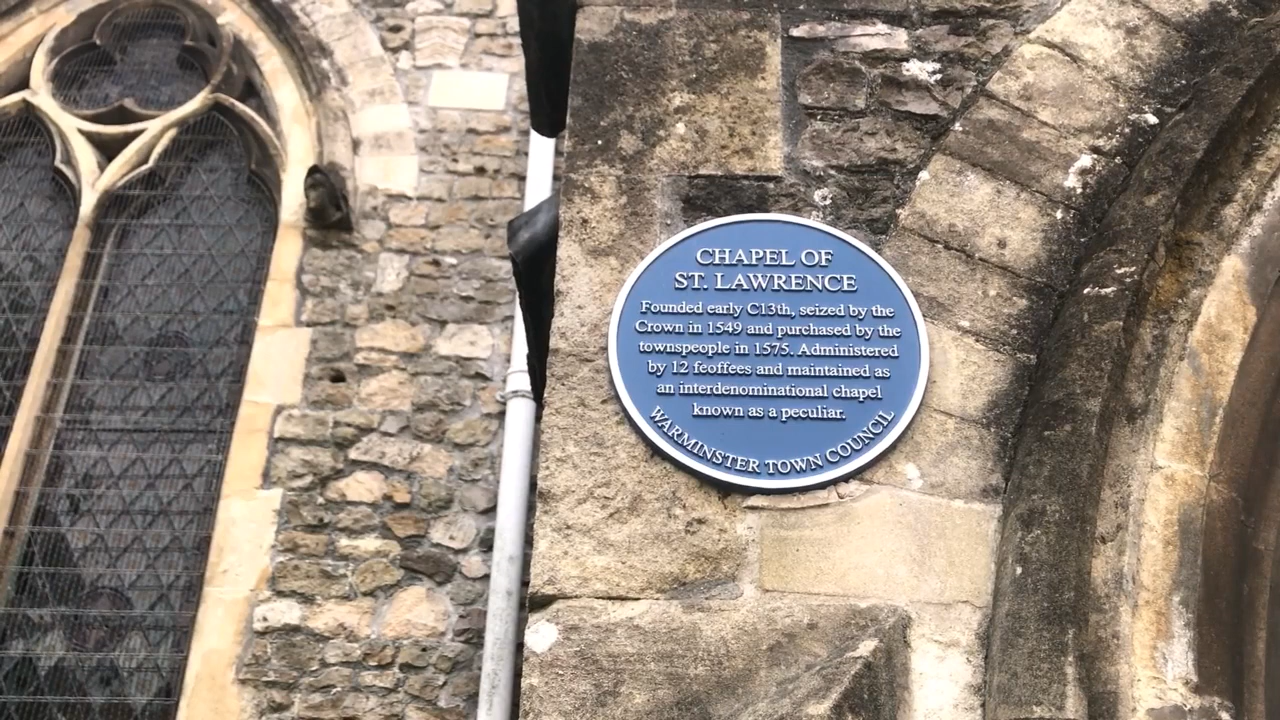 CHAPEL OF
ST. LAWRENCE
Founded early C13th, seized by the
Crown in 1549 and purchased by the
townspeople in 1575. Administered
by 12 feoffees and maintained as
an interdenominational chapel
known as a peculiar.
WARMINSTER TOWN COUNCIL